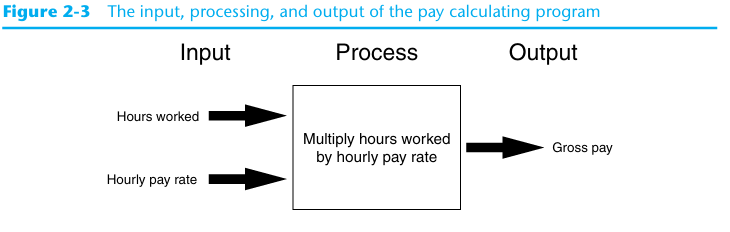 Figure 2-3 The input, processing, and output of the pay calculating program
Input Process Output
Hours worked
Multiply hours worked
by hourly pay rate
Gross pay
Hourly pay rate